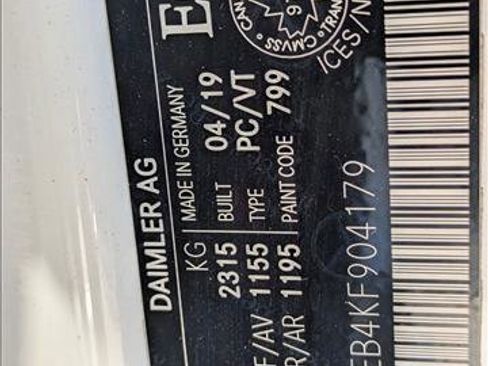 DAIMLER AG
KG MADE IN GERMANY
2315 BUILT 04/19
F/AV 1155 TYPE PC/VT
R/AR 1195 PAINT CODE 799
E
CMVSS
ICES/N
EB4KF904179